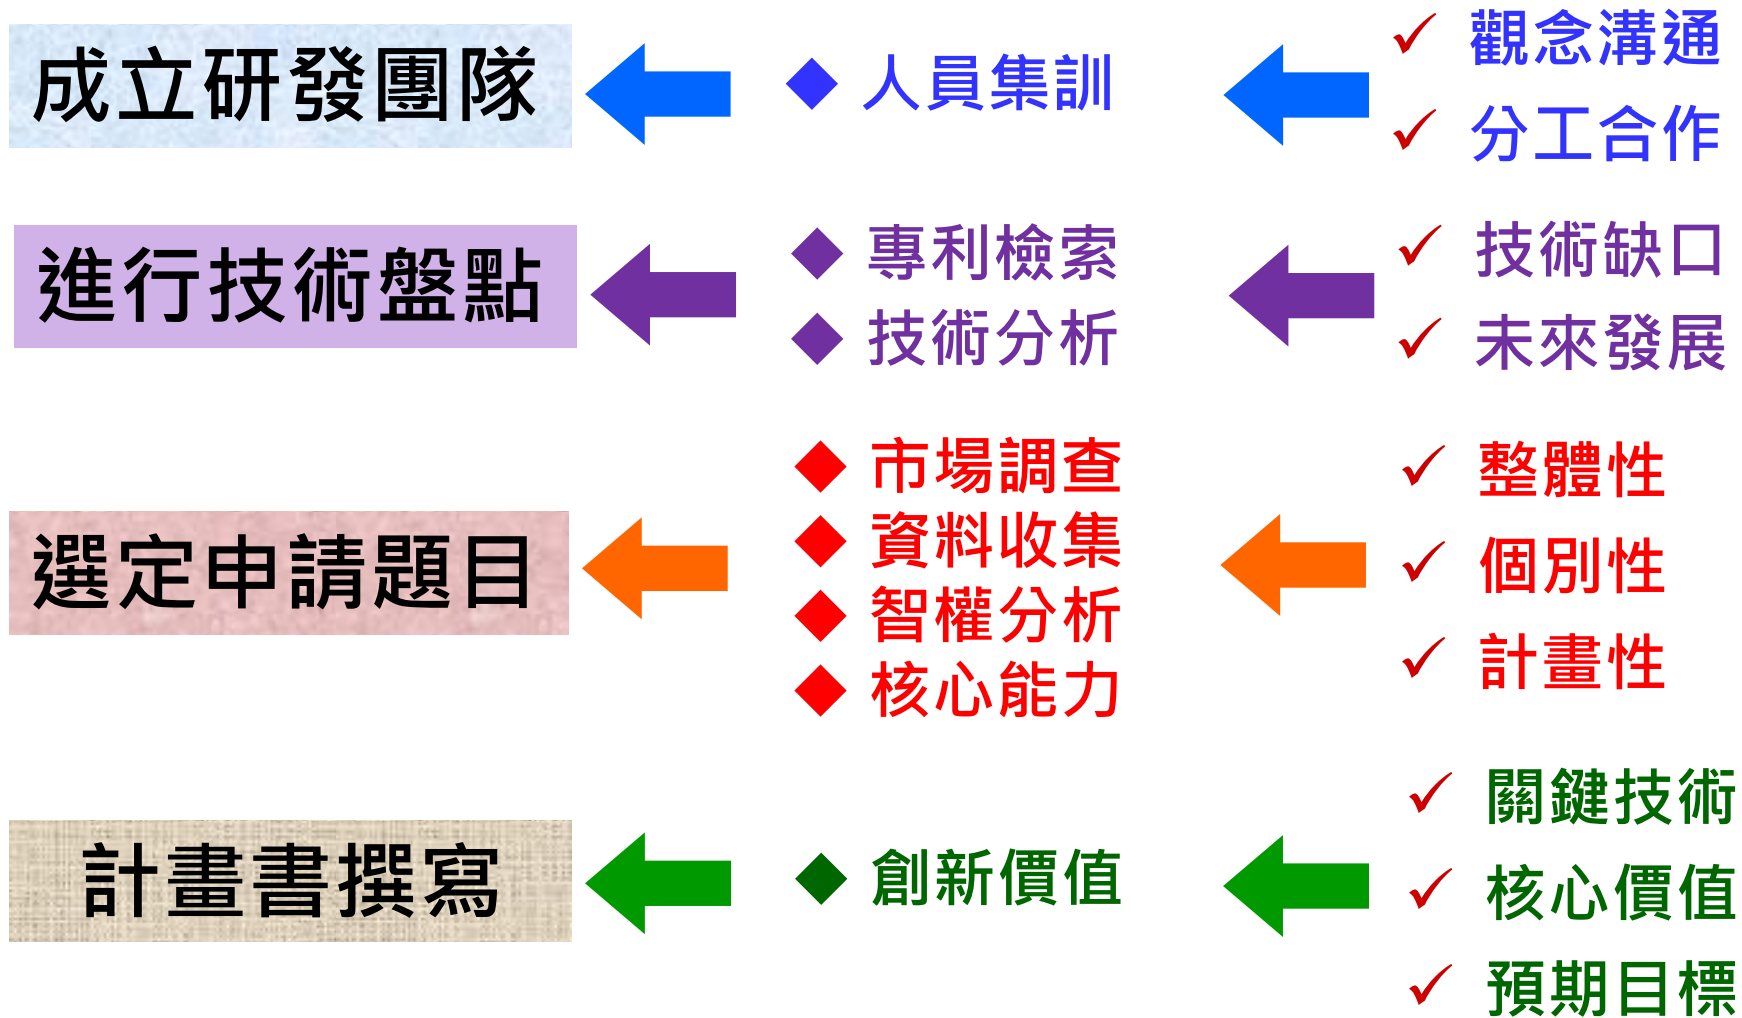 成立研發團隊
◆ 人員集訓
✓ 觀念溝通
✓ 分工合作
進行技術盤點
◆ 專利檢索
◆ 技術分析
✓ 技術缺口
✓ 未來發展
選定申請題目
◆ 市場調查
◆ 資料收集
◆ 智權分析
◆ 核心能力
✓ 整體性
✓ 個別性
✓ 計畫性
計畫書撰寫
◆ 創新價值
✓ 關鍵技術
✓ 核心價值
✓ 預期目標